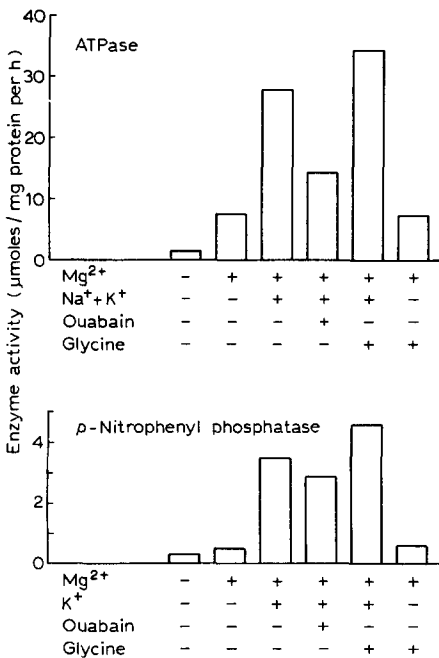 Enzyme activity (μmoles/mg protein per h)
ATPase
40
30
20
10
0
Mg²⁺ − + + + + +
Na⁺+K⁺ − − + + + −
Ouabain − − − + − −
Glycine − − − − + +
p-Nitrophenyl phosphatase
4
2
0
Mg²⁺ − + + + + +
K⁺ − − + + + −
Ouabain − − − + − −
Glycine − − − − + +